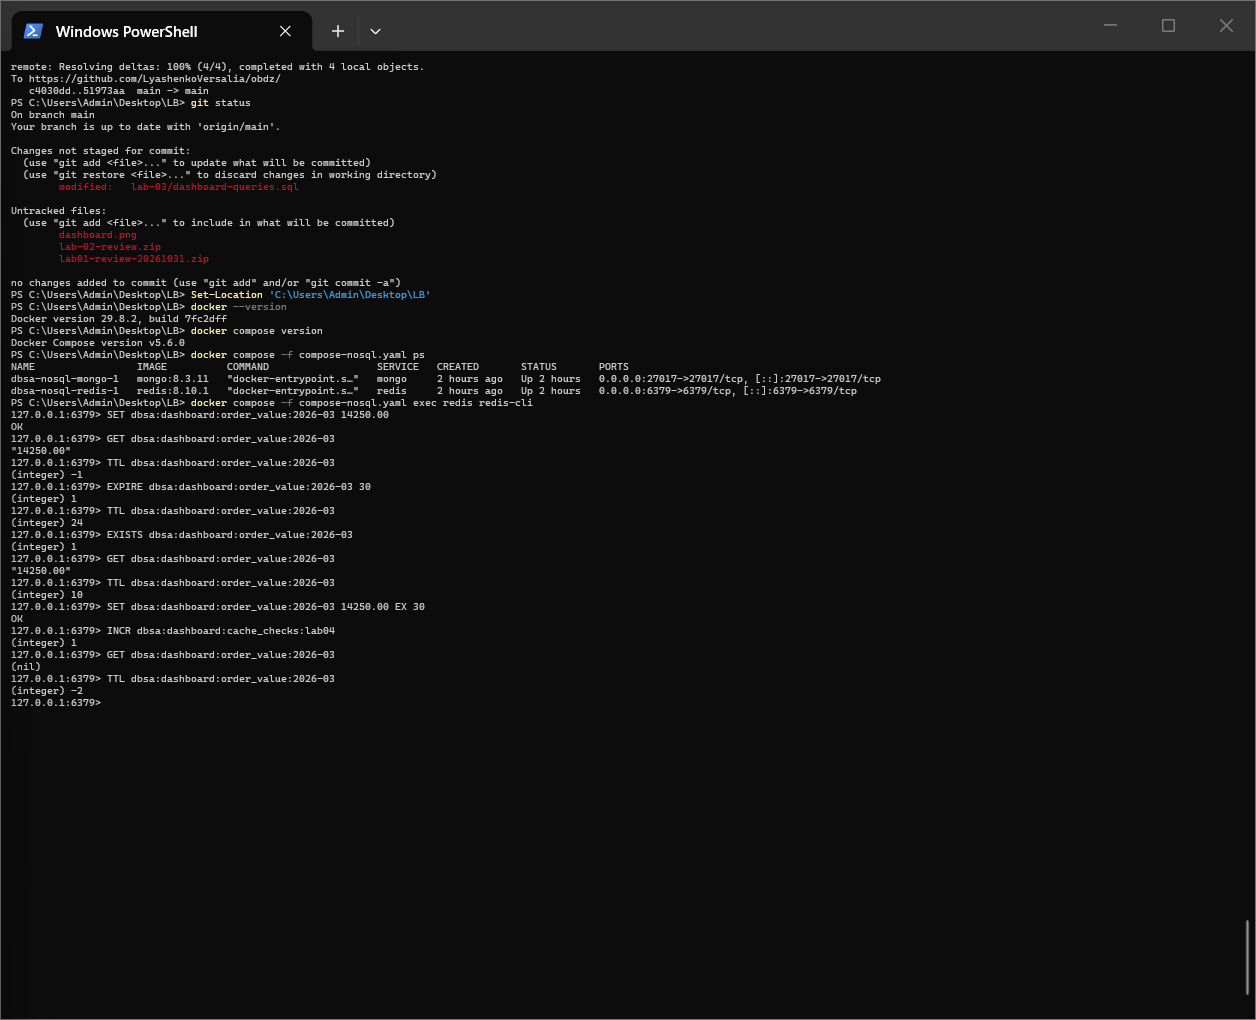 Windows PowerShell
remote: Resolving deltas: 100% (4/4), completed with 4 local objects.
To https://github.com/LyashenkoVersalia/obdz/
   c4030dd..51973aa  main -> main
PS C:\Users\Admin\Desktop\LB> git status
On branch main
Your branch is up to date with 'origin/main'.

Changes not staged for commit:
  (use "git add <file>..." to update what will be committed)
  (use "git restore <file>..." to discard changes in working directory)
        modified:   lab-03/dashboard-queries.sql

Untracked files:
  (use "git add <file>..." to include in what will be committed)
        dashboard.png
        lab-02-review.zip
        lab01-review-20261031.zip

no changes added to commit (use "git add" and/or "git commit -a")
PS C:\Users\Admin\Desktop\LB> Set-Location 'C:\Users\Admin\Desktop\LB'
PS C:\Users\Admin\Desktop\LB> docker --version
Docker version 29.8.2, build 7fc2dff
PS C:\Users\Admin\Desktop\LB> docker compose version
Docker Compose version v5.6.0
PS C:\Users\Admin\Desktop\LB> docker compose -f compose-nosql.yaml ps
NAME                 IMAGE          COMMAND                  SERVICE   CREATED       STATUS       PORTS
dbsa-nosql-mongo-1   mongo:8.3.11   "docker-entrypoint.s…"   mongo     2 hours ago   Up 2 hours   0.0.0.0:27017->27017/tcp, [::]:27017->27017/tcp
dbsa-nosql-redis-1   redis:8.10.1   "docker-entrypoint.s…"   redis     2 hours ago   Up 2 hours   0.0.0.0:6379->6379/tcp, [::]:6379->6379/tcp
PS C:\Users\Admin\Desktop\LB> docker compose -f compose-nosql.yaml exec redis redis-cli
127.0.0.1:6379> SET dbsa:dashboard:order_value:2026-03 14250.00
OK
127.0.0.1:6379> GET dbsa:dashboard:order_value:2026-03
"14250.00"
127.0.0.1:6379> TTL dbsa:dashboard:order_value:2026-03
(integer) -1
127.0.0.1:6379> EXPIRE dbsa:dashboard:order_value:2026-03 30
(integer) 1
127.0.0.1:6379> TTL dbsa:dashboard:order_value:2026-03
(integer) 24
127.0.0.1:6379> EXISTS dbsa:dashboard:order_value:2026-03
(integer) 1
127.0.0.1:6379> GET dbsa:dashboard:order_value:2026-03
"14250.00"
127.0.0.1:6379> TTL dbsa:dashboard:order_value:2026-03
(integer) 10
127.0.0.1:6379> SET dbsa:dashboard:order_value:2026-03 14250.00 EX 30
OK
127.0.0.1:6379> INCR dbsa:dashboard:cache_checks:lab04
(integer) 1
127.0.0.1:6379> GET dbsa:dashboard:order_value:2026-03
(nil)
127.0.0.1:6379> TTL dbsa:dashboard:order_value:2026-03
(integer) -2
127.0.0.1:6379>